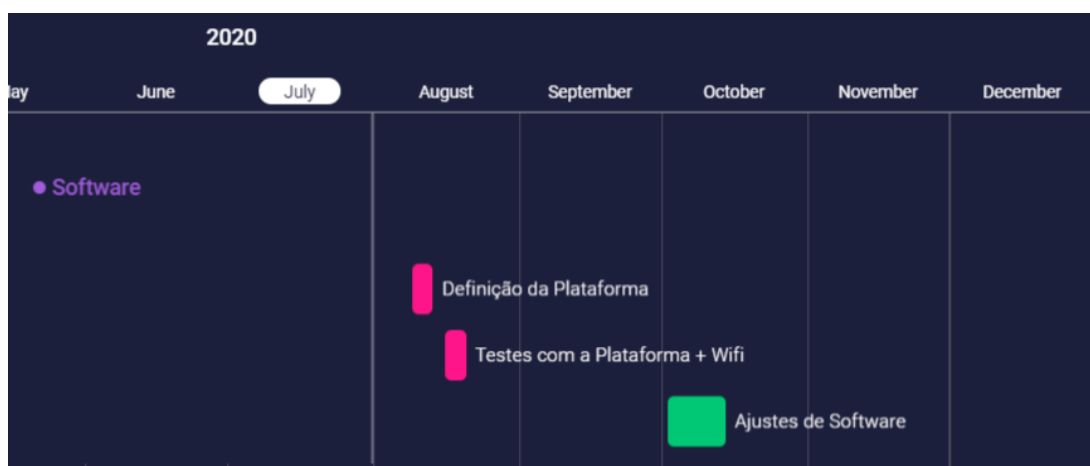 2020
June July August September October November December
Software
Definição da Plataforma
Testes com a Plataforma + Wifi
Ajustes de Software